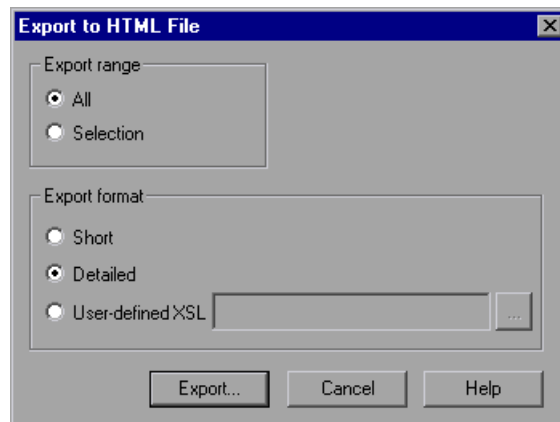 Export to HTML File
Export range
All
Selection
Export format
Short
Detailed
User-defined XSL
...
Export... Cancel Help